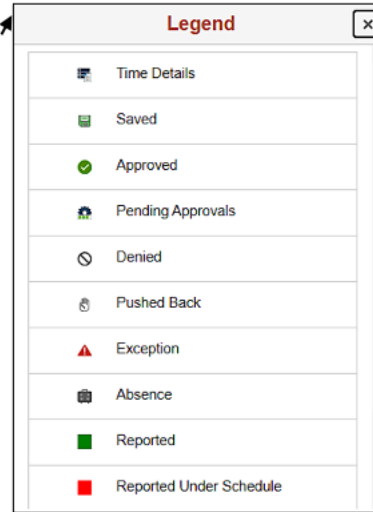 Legend
Time Details
Saved
Approved
Pending Approvals
Denied
Pushed Back
Exception
Absence
Reported
Reported Under Schedule